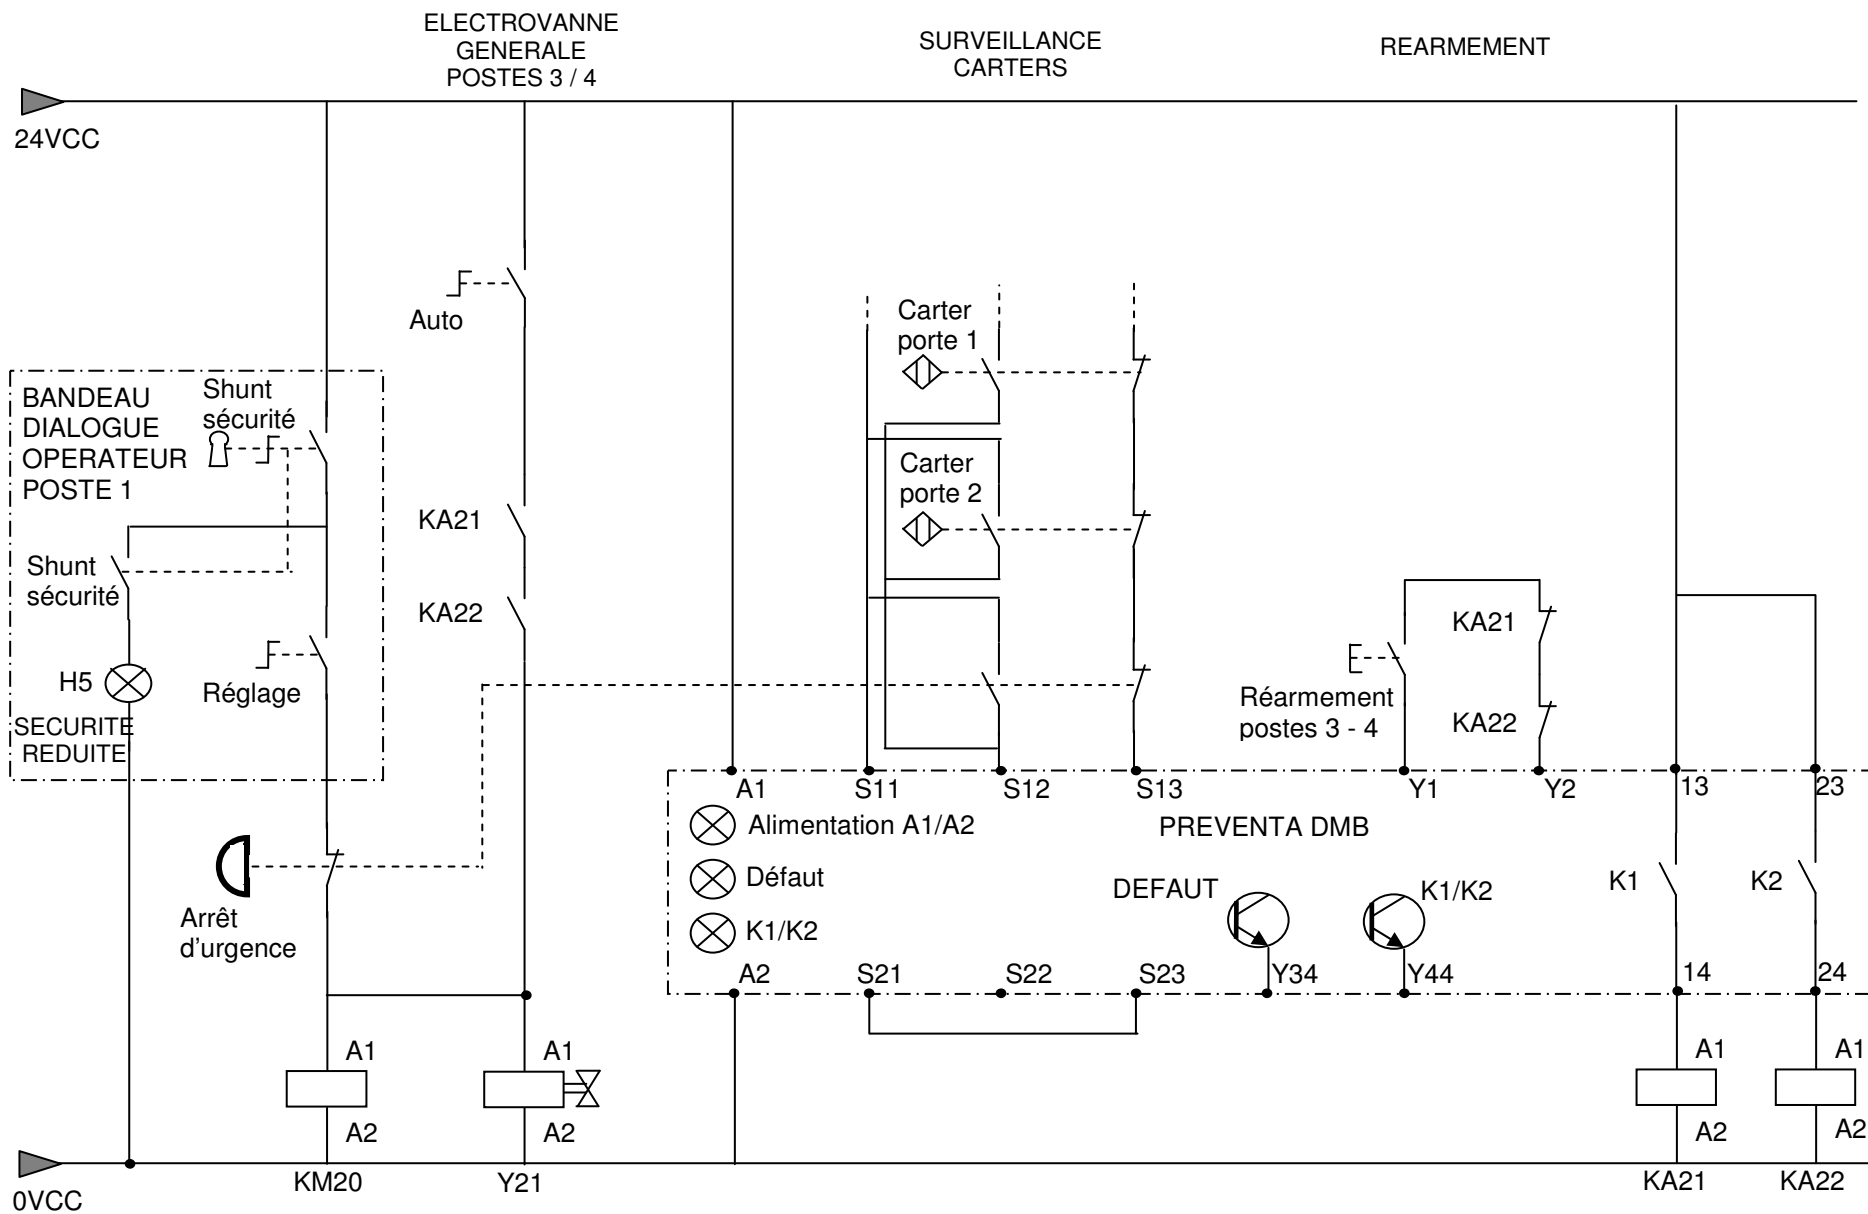 ELECTROVANNE
GENERALE
POSTES 3 / 4
SURVEILLANCE
CARTERS
REARMEMENT
24VCC
Auto
Carter
porte 1
BANDEAU
DIALOGUE
OPERATEUR
POSTE 1
Shunt
sécurité
Carter
porte 2
KA21
Shunt
sécurité
KA22
KA21
H5
Réglage
Réarmement
postes 3 - 4
KA22
SECURITE
REDUITE
A1
S11
S12
S13
Y1
Y2
13
23
Alimentation A1/A2
PREVENTA DMB
Défaut
DEFAUT
K1/K2
K1
K2
Arrêt
d'urgence
K1/K2
A2
S21
S22
S23
Y34
Y44
14
24
A1
A1
A1
A1
A2
A2
A2
A2
KM20
Y21
KA21
KA22
0VCC